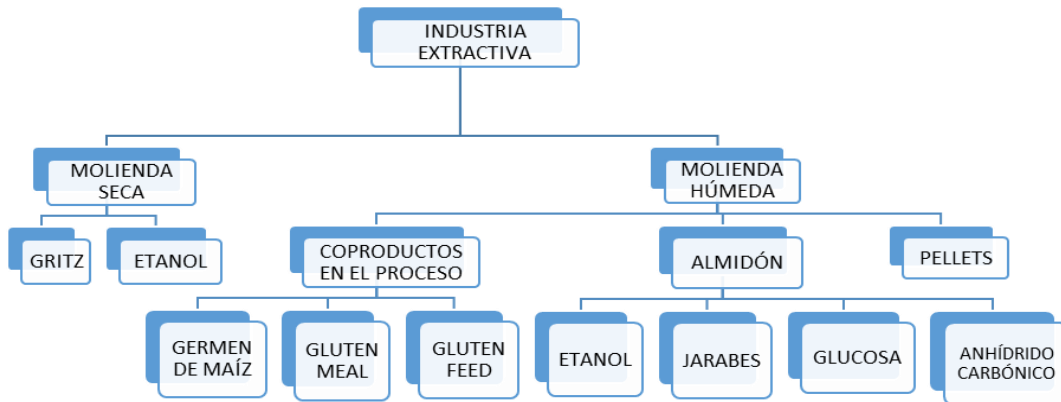 INDUSTRIA
EXTRACTIVA
MOLIENDA
SECA
MOLIENDA
HÚMEDA
GRITZ
ETANOL
COPRODUCTOS
EN EL PROCESO
ALMIDÓN
PELLETS
GERMEN
DE MAÍZ
GLUTEN
MEAL
GLUTEN
FEED
ETANOL
JARABES
GLUCOSA
ANHÍDRIDO
CARBÓNICO